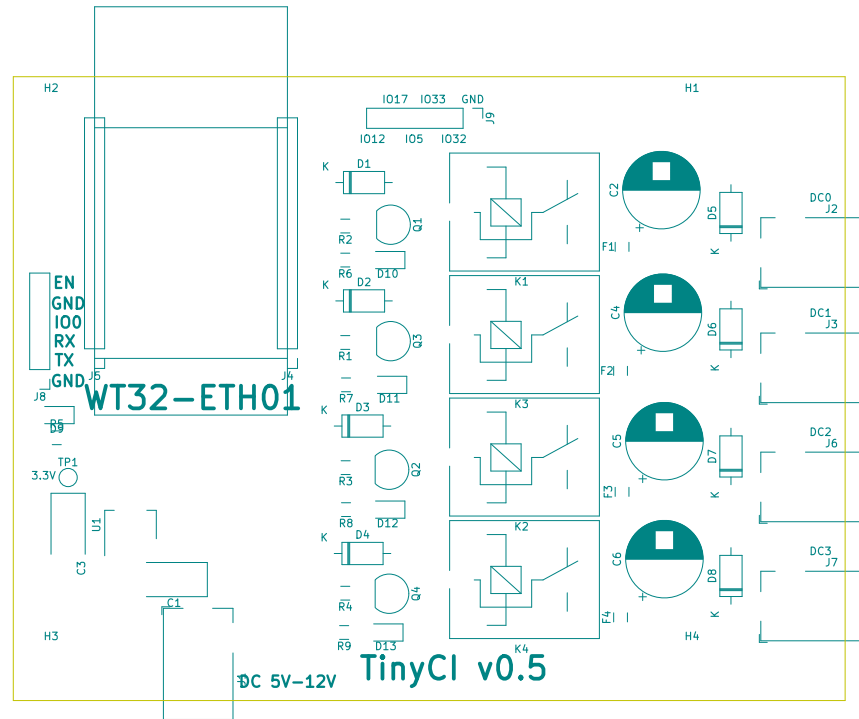 H2
H1
IO17 IO33 GND
J9
IO12 IO5 IO32
K D1
C2
D5
DC0
J2
Q1
R2
F1
K
R6 D10
K1
K D2
EN
GND
IO0
RX
TX
GND
J8
J5
J4
WT32-ETH01
C4
D6
DC1
J3
Q3
R1
F2
K
R7 D11
K3
K D3
R5
D9
C5
D7
DC2
J6
TP1
3.3V
Q2
R3
F3
K
R8 D12
K2
U1
C3
K D4
C6
D8
DC3
J7
C1
Q4
R4
F4
K
R9 D13
K4
H3
H4
TinyCI v0.5
DC 5V-12V